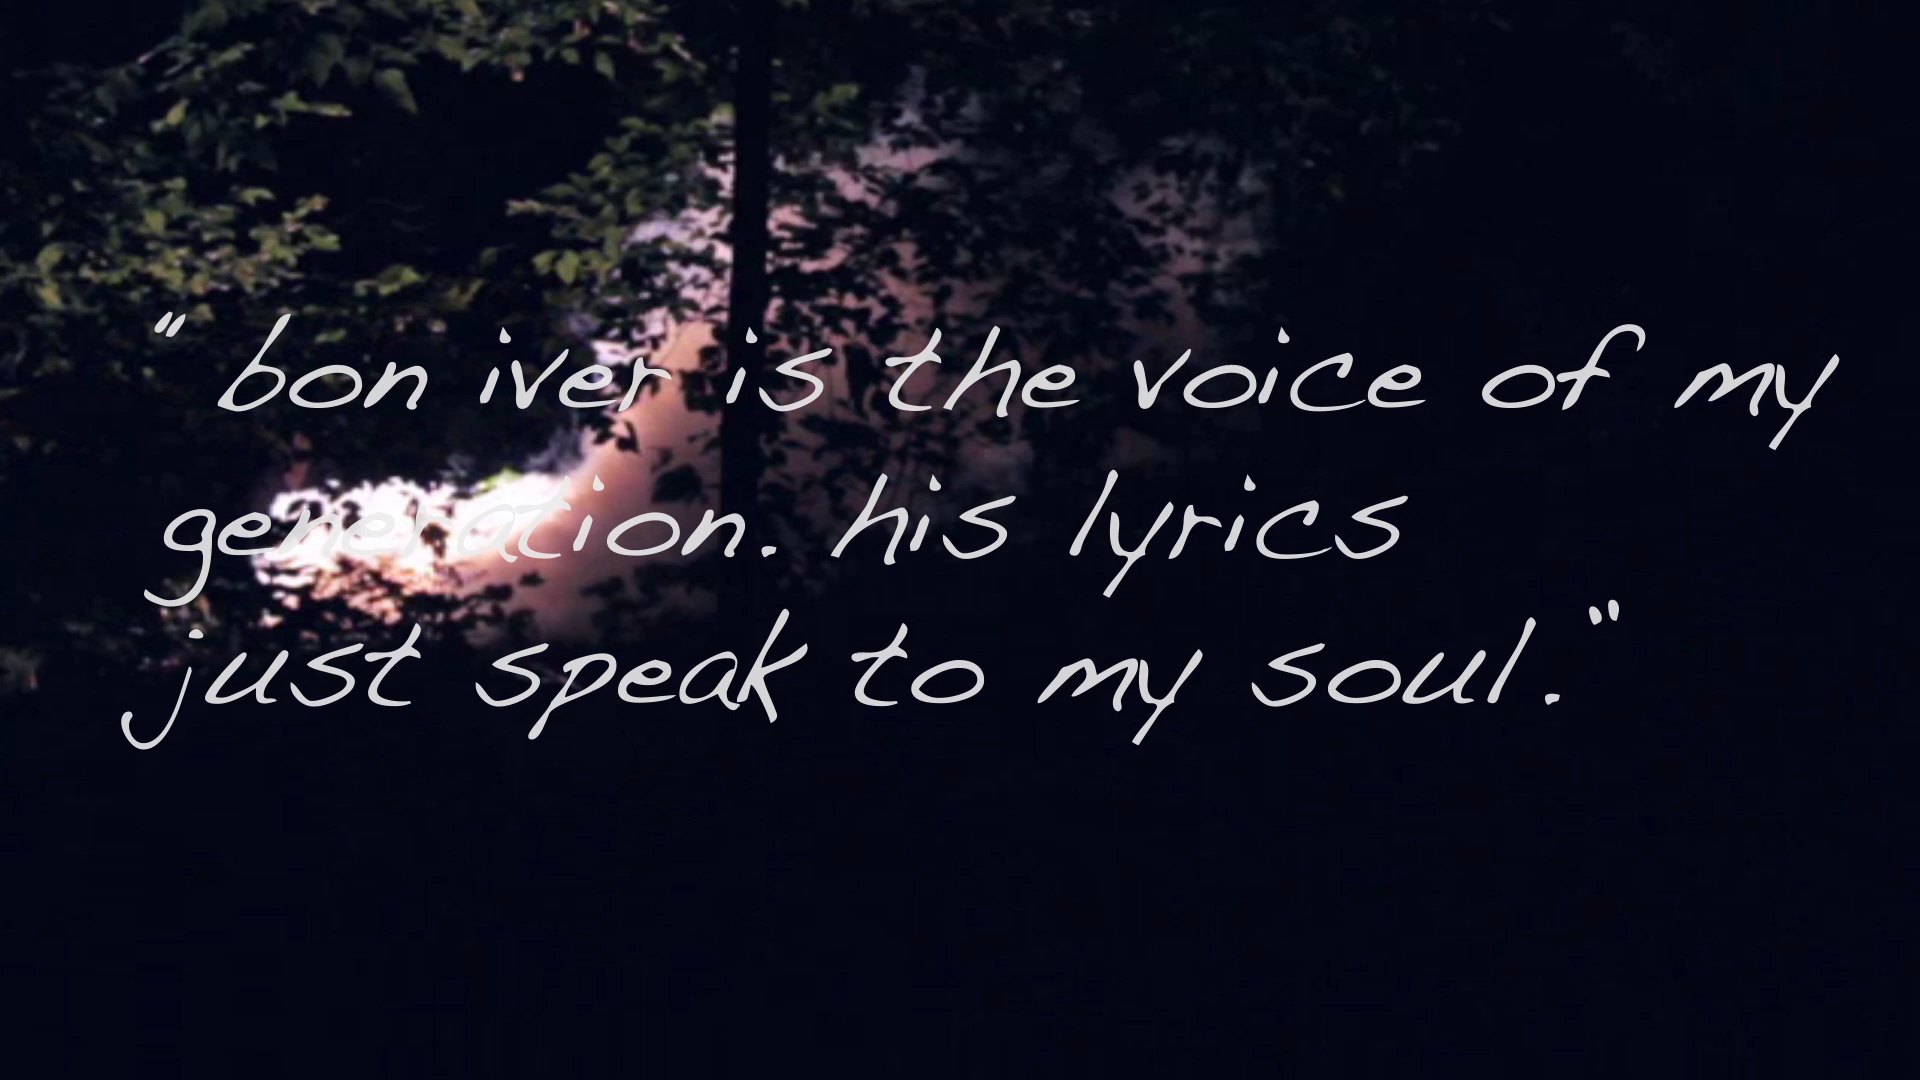 "bon iver is the voice of my
generation. his lyrics
just speak to my soul."